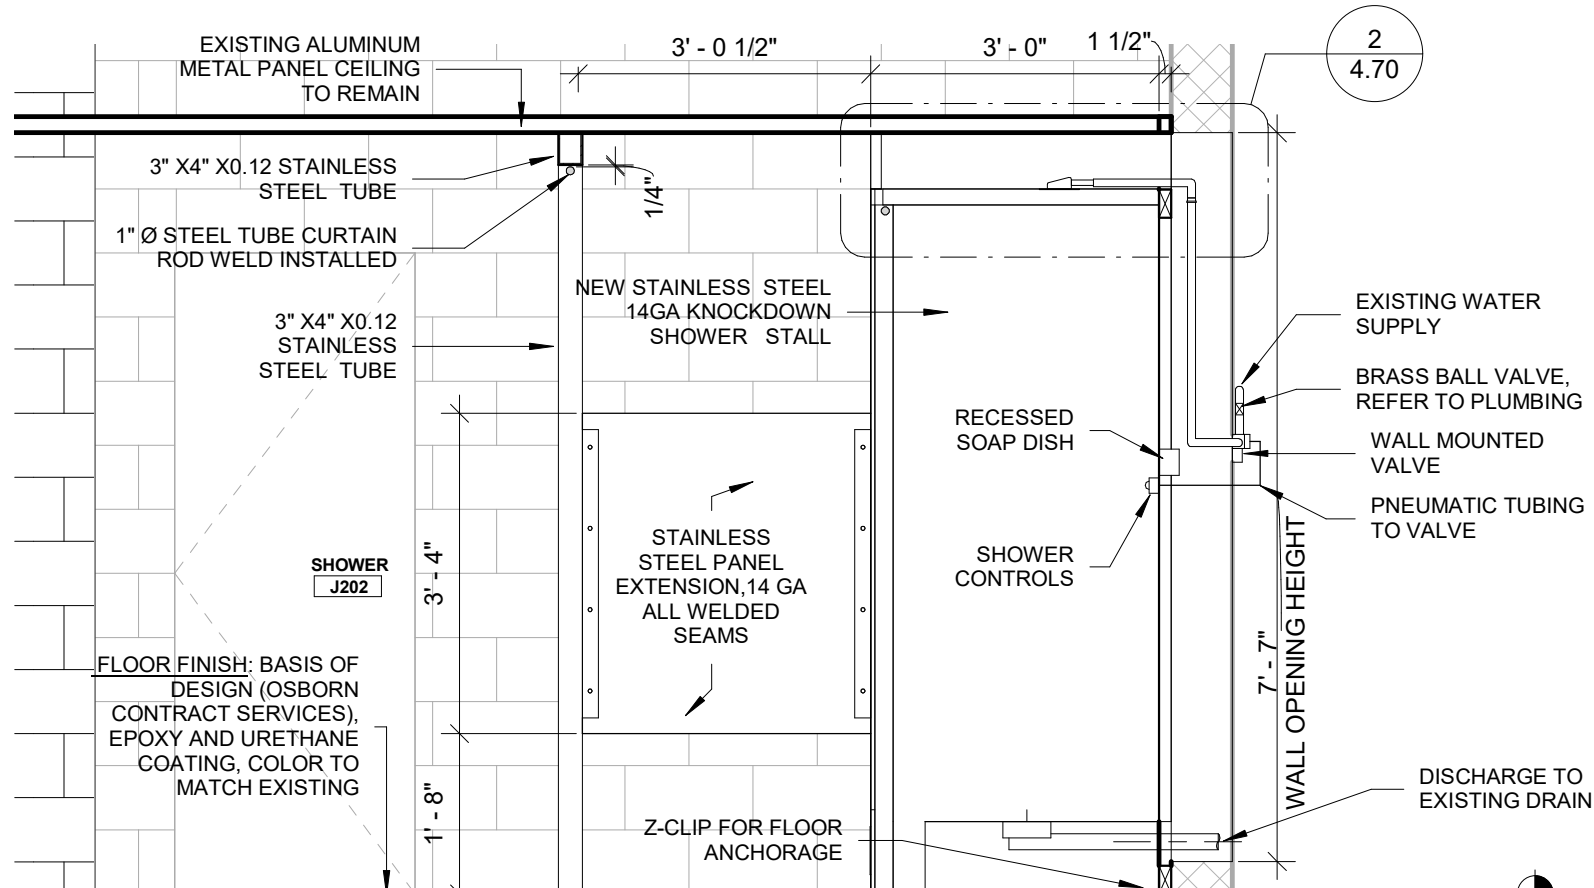 EXISTING ALUMINUM
METAL PANEL CEILING
TO REMAIN
3' - 0 1/2"
3' - 0"
1 1/2"
2
4.70
3" X4" X0.12 STAINLESS
STEEL TUBE
1/4"
1" Ø STEEL TUBE CURTAIN
ROD WELD INSTALLED
NEW STAINLESS STEEL
14GA KNOCKDOWN
SHOWER STALL
3" X4" X0.12
STAINLESS
STEEL TUBE
EXISTING WATER
SUPPLY
BRASS BALL VALVE,
REFER TO PLUMBING
WALL MOUNTED
VALVE
PNEUMATIC TUBING
TO VALVE
RECESSED
SOAP DISH
SHOWER
CONTROLS
STAINLESS
STEEL PANEL
EXTENSION,14 GA
ALL WELDED
SEAMS
SHOWER
J202
3' - 4"
7' - 7"
WALL OPENING HEIGHT
FLOOR FINISH: BASIS OF
DESIGN (OSBORN
CONTRACT SERVICES),
EPOXY AND URETHANE
COATING, COLOR TO
MATCH EXISTING
1' - 8"
Z-CLIP FOR FLOOR
ANCHORAGE
DISCHARGE TO
EXISTING DRAIN